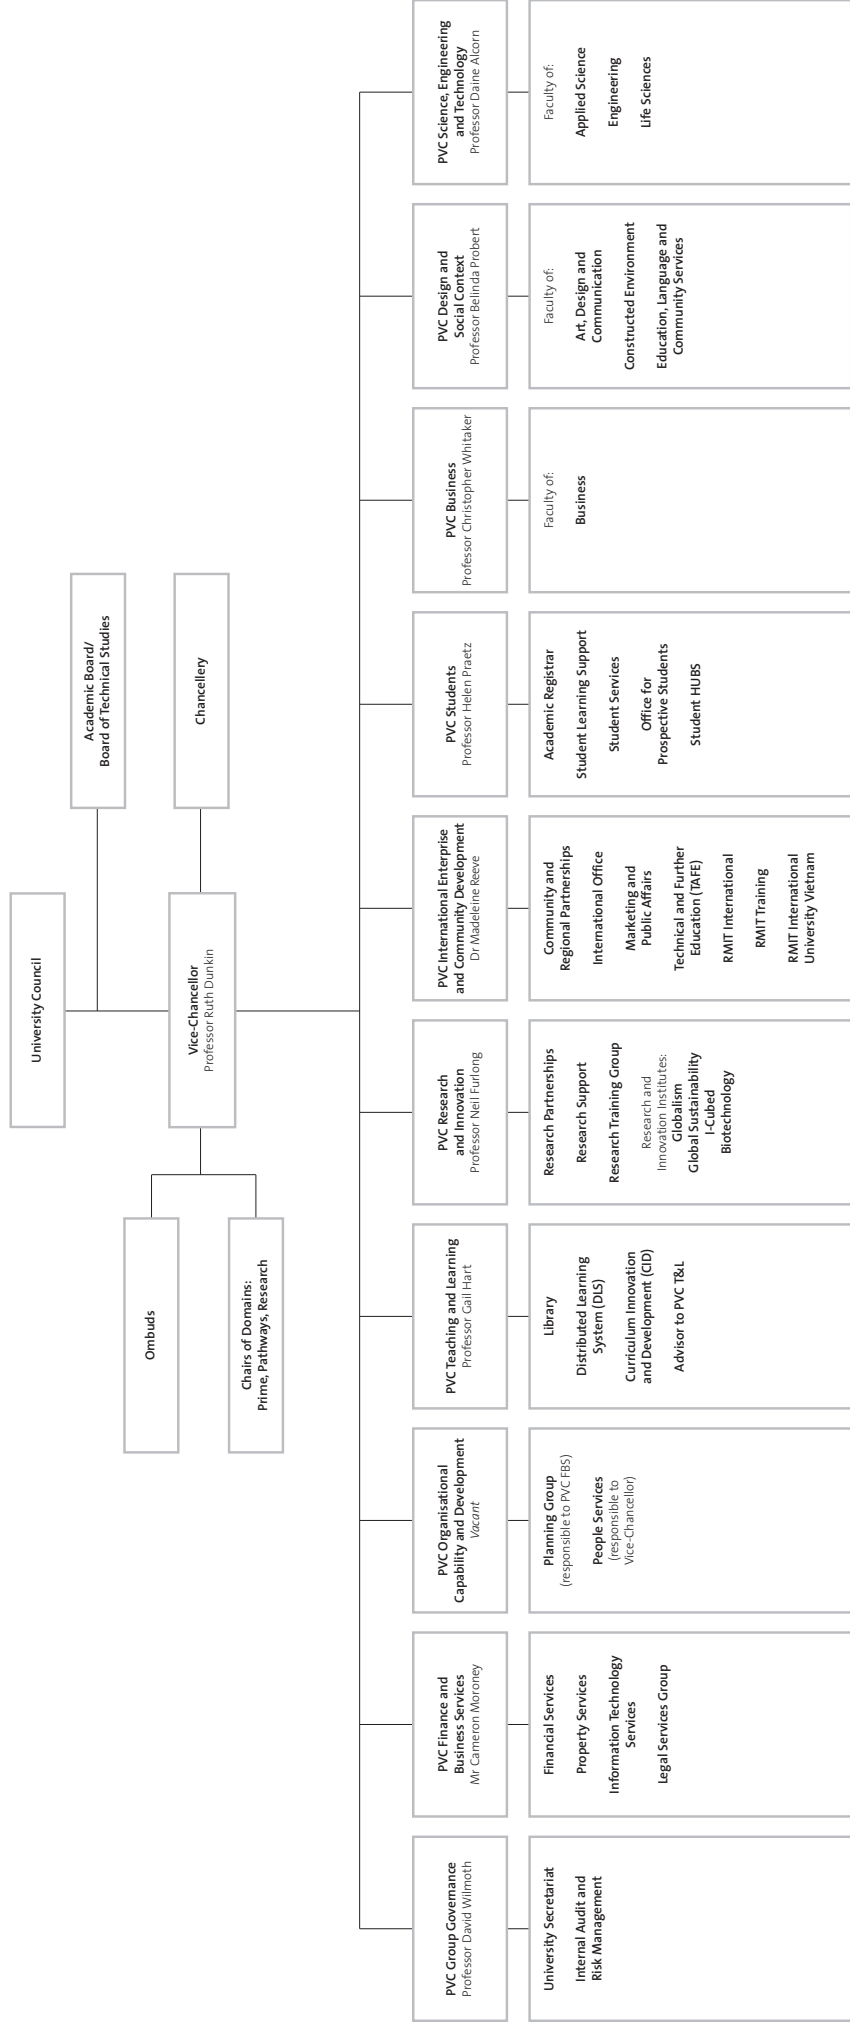 University Council
Academic Board/
Board of Technical Studies
Ombuds
Vice-Chancellor
Professor Ruth Dunkin
Chancellery
Chairs of Domains:
Prime, Pathways, Research
PVC Group Governance
Professor David Wilmoth
University Secretariat
Internal Audit and
Risk Management
PVC Finance and
Business Services
Mr Cameron Moroney
Financial Services
Property Services
Information Technology
Services
Legal Services Group
PVC Organisational
Capability and Development
Vacant
Planning Group
(responsible to PVC FBS)
People Services
(responsible to
Vice-Chancellor)
PVC Teaching and Learning
Professor Gail Hart
Library
Distributed Learning
System (DLS)
Curriculum Innovation
and Development (CID)
Advisor to PVC T&L
PVC Research
and Innovation
Professor Neil Furlong
Research Partnerships
Research Support
Research Training Group
Research and
Innovation Institutes:
Globalism
Global Sustainability
I-Cubed
Biotechnology
PVC International Enterprise
and Community Development
Dr Madeleine Reeve
Community and
Regional Partnerships
International Office
Marketing and
Public Affairs
Technical and Further
Education (TAFE)
RMIT International
RMIT Training
RMIT International
University Vietnam
PVC Students
Professor Helen Praetz
Academic Registrar
Student Learning Support
Student Services
Office for
Prospective Students
Student HUBS
PVC Business
Professor Christopher Whitaker
Faculty of:
Business
PVC Design and
Social Context
Professor Belinda Probert
Faculty of:
Art, Design and
Communication
Constructed Environment
Education, Language and
Community Services
PVC Science, Engineering
and Technology
Professor Daine Alcorn
Faculty of:
Applied Science
Engineering
Life Sciences